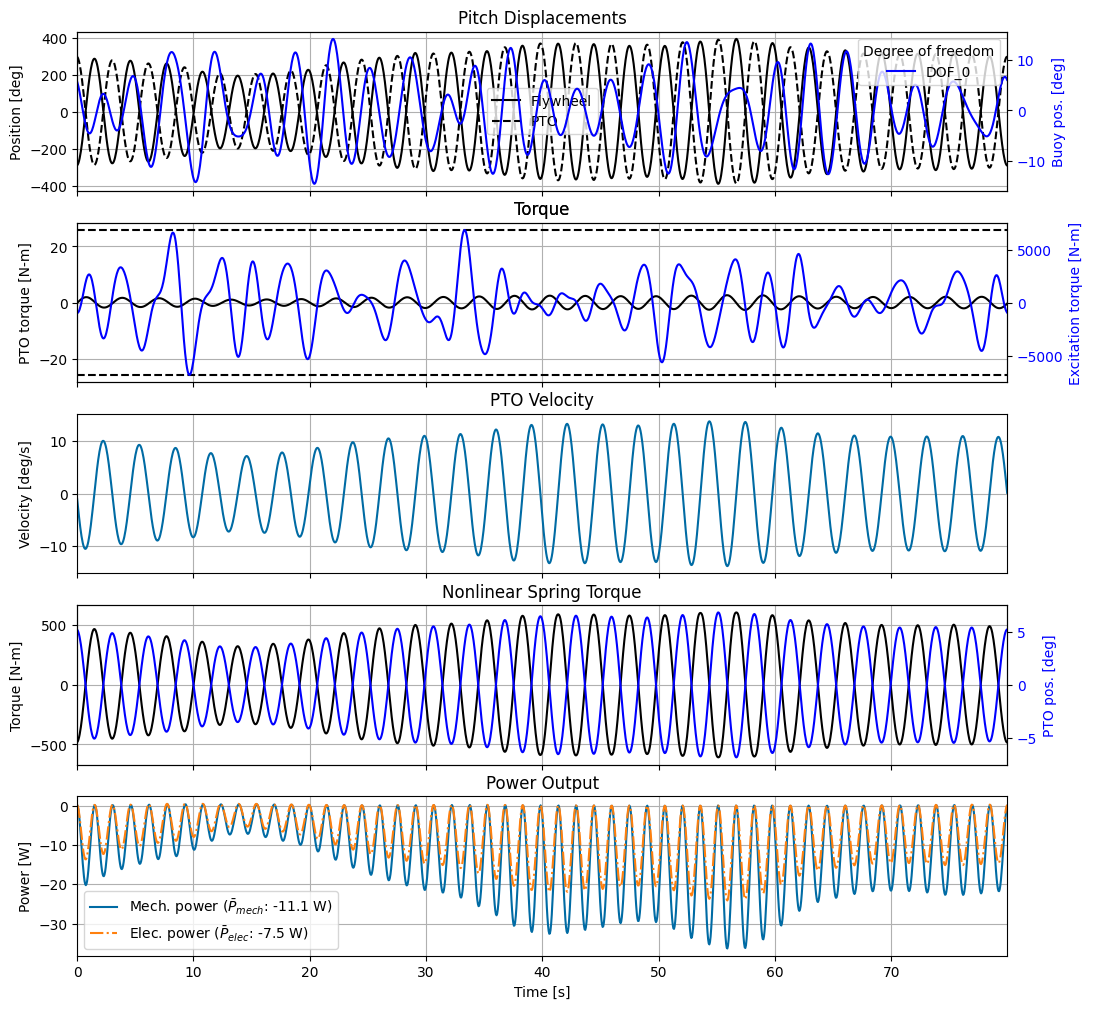 Pitch Displacements
Position [deg]
400
200
0
−200
−400
Flywheel
PTO
Degree of freedom
DOF_0
10
0
−10
Buoy pos. [deg]
Torque
PTO torque [N-m]
20
0
−20
5000
0
−5000
Excitation torque [N-m]
PTO Velocity
Velocity [deg/s]
10
0
−10
Nonlinear Spring Torque
Torque [N-m]
500
0
−500
5
0
−5
PTO pos. [deg]
Power Output
Power [W]
0
−10
−20
−30
Mech. power (P̄mech: -11.1 W)
Elec. power (P̄elec: -7.5 W)
0 10 20 30 40 50 60 70
Time [s]